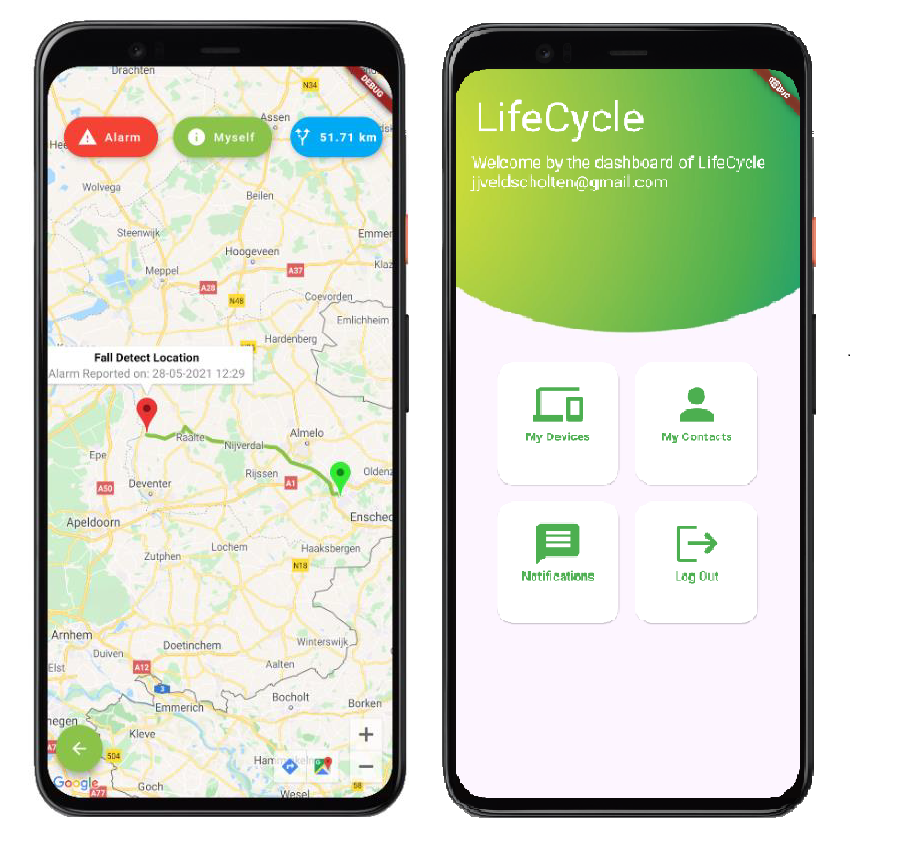 Drachten
DEBUG
N34
Assen
Alarm
Myself
51.71 km
Wolvega
Beilen
Steenwijk
Emme
Hoogeveen
Klaz
Meppel
A37
A28
N48
Coevorden
Emlichheim
Hardenberg
Fall Detect Location
Alarm Reported on: 28-05-2021 12:29
Raalte
Almelo
Nijverdal
Epe
Rijssen
Oldenz
A1
A50
Deventer
Apeldoorn
Ensched
Lochem
Haaksbergen
Zutphen
N18
Arnhem
Winterswijk
Doetinchem
Duiven
Elst
A12
Aalten
3
Bocholt
Borken
Emmerich
megen
Kleve
504
Goch
Google
A77
Wesel
58
LifeCycle
DEBUG
Welcome by the dashboard of LifeCycle
jjveldscholten@gmail.com
My Devices
My Contacts
Notifications
Log Out